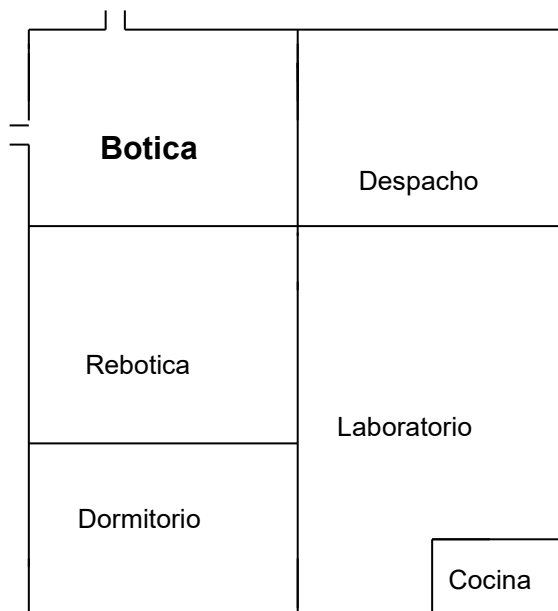 Botica
Despacho
Rebotica
Laboratorio
Dormitorio
Cocina